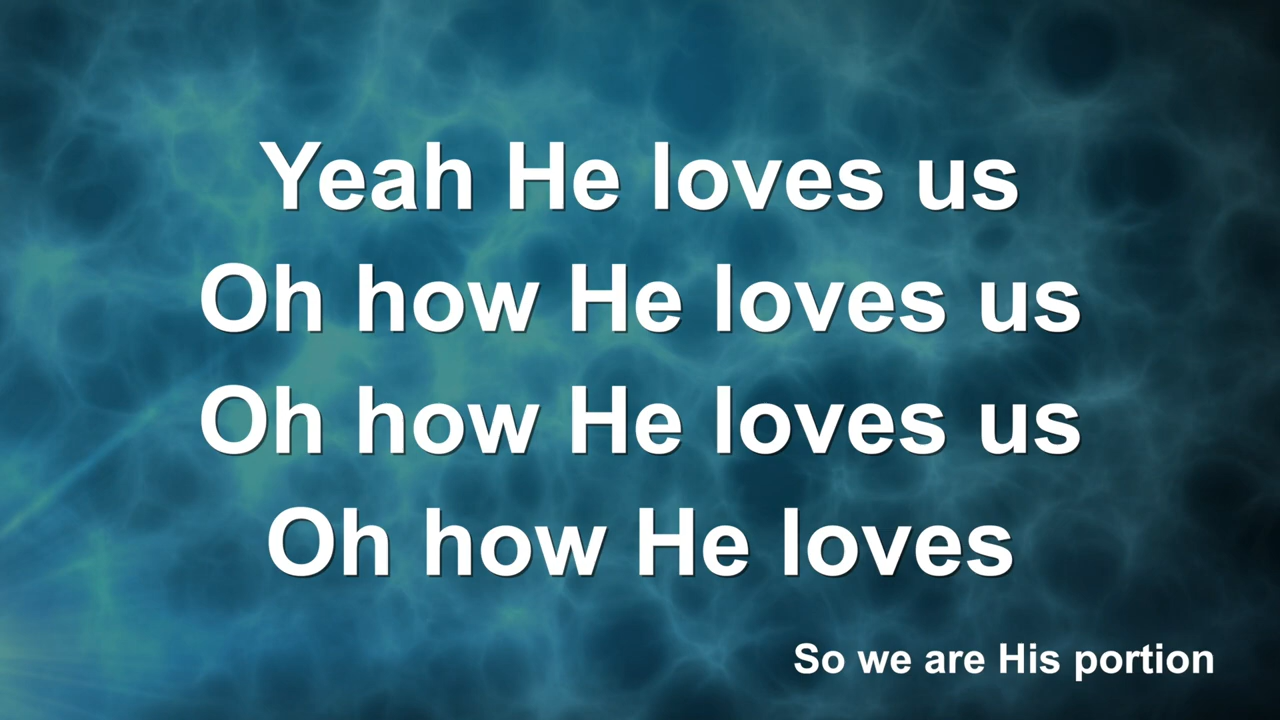 Yeah He loves us
Oh how He loves us
Oh how He loves us
Oh how He loves
So we are His portion